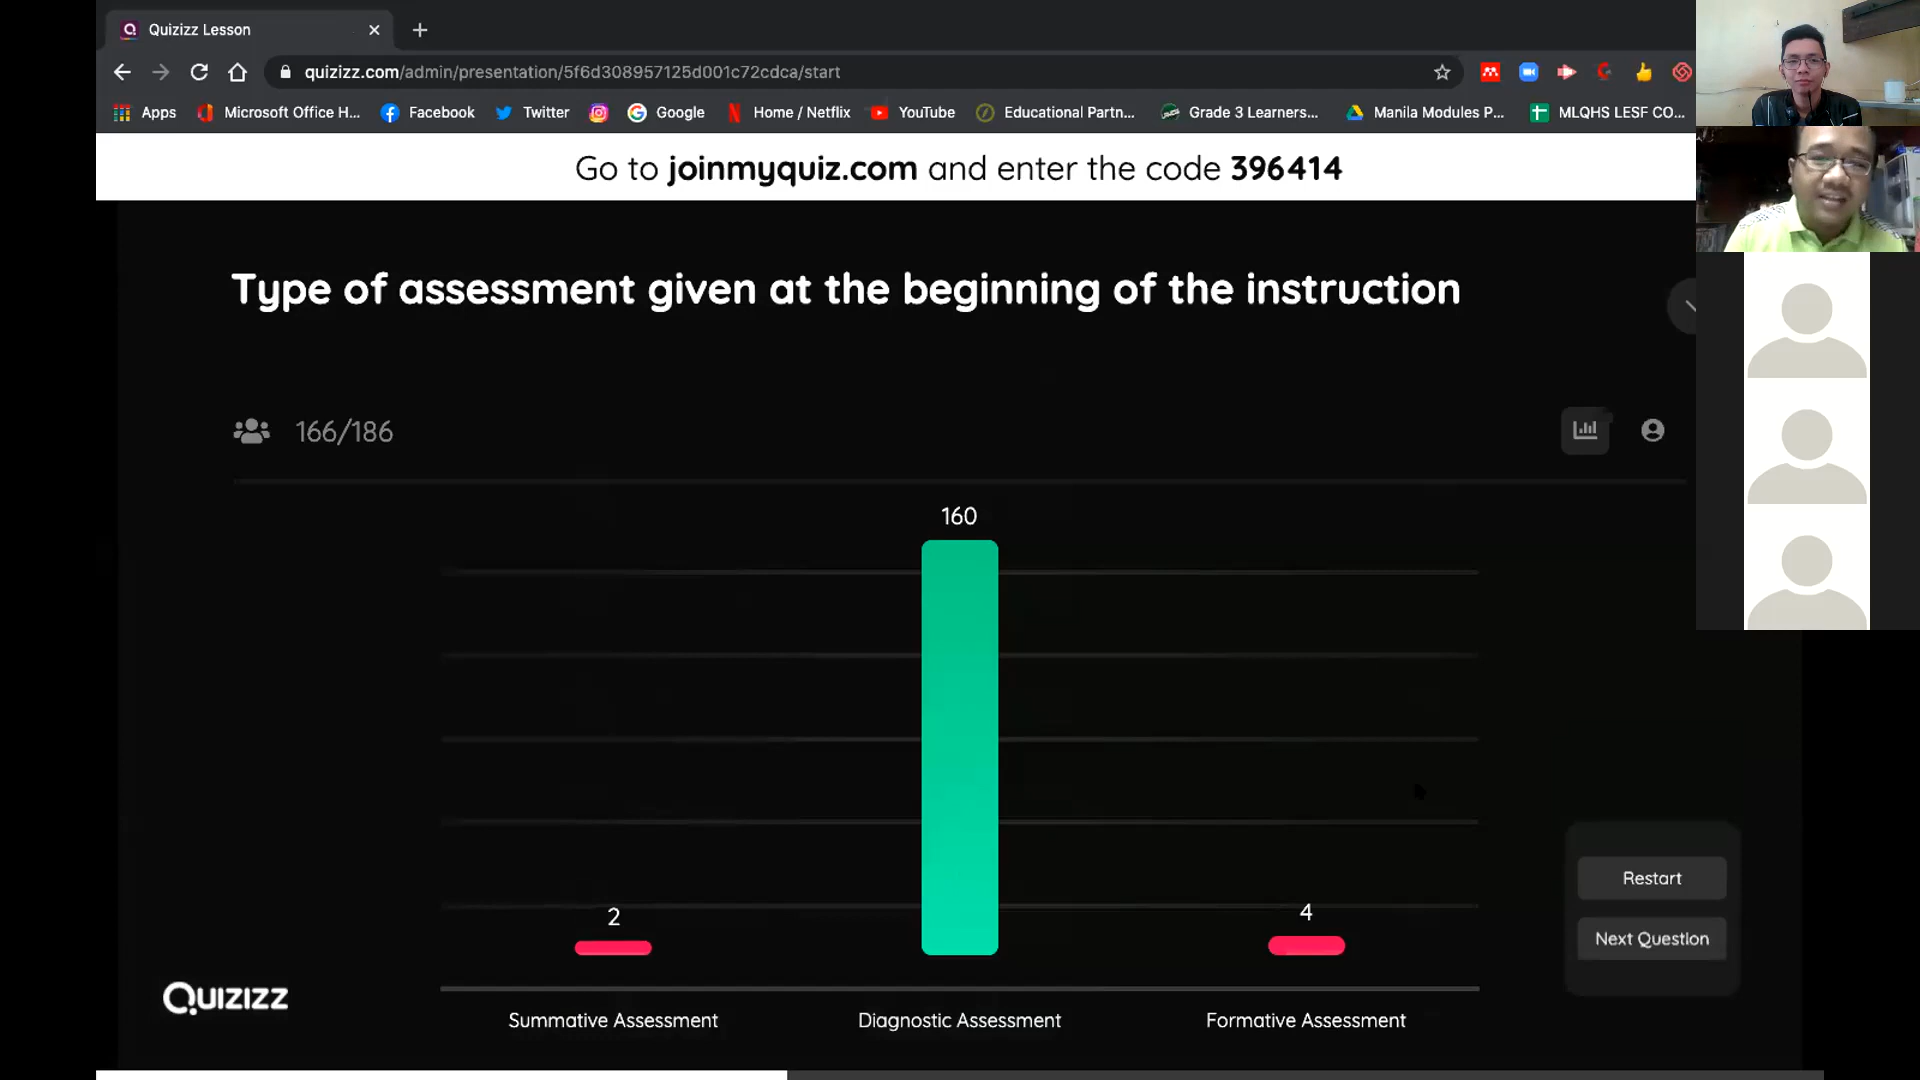 Quizizz Lesson
quizizz.com/admin/presentation/5f6d308957125d001c72cdca/start
Apps Microsoft Office H... Facebook Twitter Google Home / Netflix YouTube Educational Partn... Grade 3 Learners... Manila Modules P... MLQHS LESF CO...
Go to joinmyquiz.com and enter the code 396414
Type of assessment given at the beginning of the instruction
166/186
160
2
4
Restart
Next Question
Quizizz
Summative Assessment Diagnostic Assessment Formative Assessment